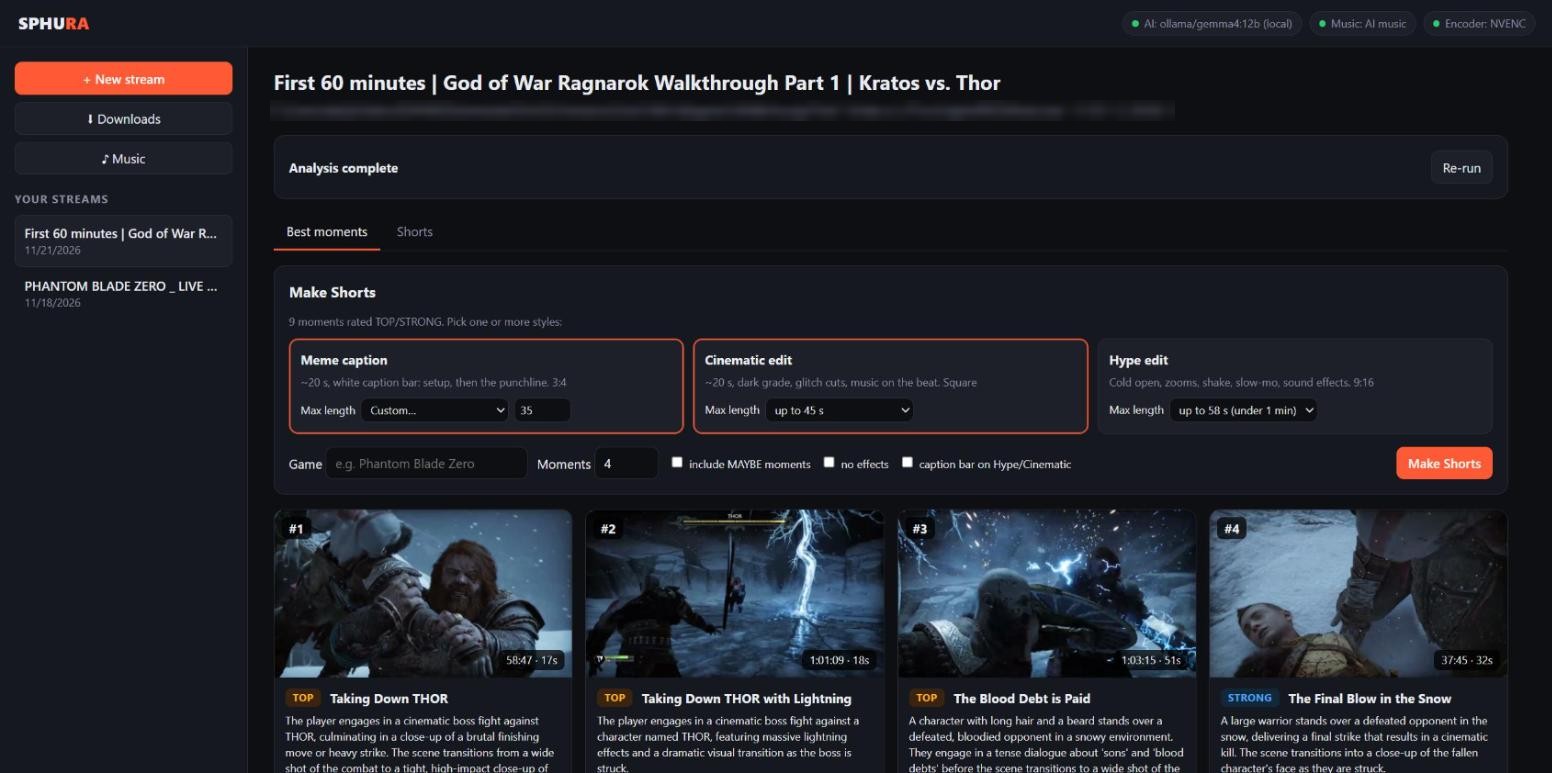 SPHURA
AI: ollama/gemma4:12b (local)
Music: AI music
Encoder: NVENC
+ New stream
⬇ Downloads
♪ Music
YOUR STREAMS
First 60 minutes | God of War R...
11/21/2026
PHANTOM BLADE ZERO _ LIVE ...
11/18/2026
First 60 minutes | God of War Ragnarok Walkthrough Part 1 | Kratos vs. Thor
Analysis complete
Re-run
Best moments
Shorts
Make Shorts
9 moments rated TOP/STRONG. Pick one or more styles:
Meme caption
~20 s, white caption bar: setup, then the punchline. 3:4
Max length Custom... 35
Cinematic edit
~20 s, dark grade, glitch cuts, music on the beat. Square
Max length up to 45 s
Hype edit
Cold open, zooms, shake, slow-mo, sound effects. 9:16
Max length up to 58 s (under 1 min)
Game e.g. Phantom Blade Zero Moments 4 include MAYBE moments no effects caption bar on Hype/Cinematic
Make Shorts
#1
58:47 · 17s
TOP Taking Down THOR
The player engages in a cinematic boss fight against
THOR, culminating in a close-up of a brutal finishing
move or heavy strike. The scene transitions from a wide
shot of the combat to a tight, high-impact close-up of
#2
THOR
1:01:09 · 18s
TOP Taking Down THOR with Lightning
The player engages in a cinematic boss fight against a
character named THOR, featuring massive lightning
effects and a dramatic visual transition as the boss is
struck.
#3
1:03:15 · 51s
TOP The Blood Debt is Paid
A character with long hair and a beard stands over a
defeated, bloodied opponent in a snowy environment.
They engage in a tense dialogue about 'sons' and 'blood
debts' before the scene transitions to a wide shot of the
#4
37:45 · 32s
STRONG The Final Blow in the Snow
A large warrior stands over a defeated opponent in the
snow, delivering a final strike that results in a cinematic
kill. The scene transitions into a close-up of the fallen
character's face as they are struck.